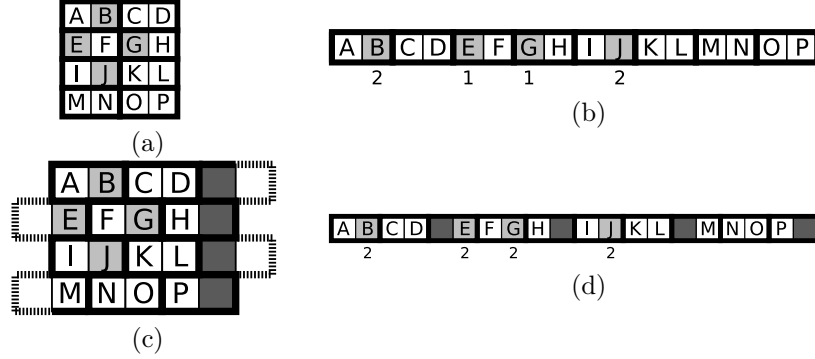 A B C D
E F G H
I J K L
M N O P
(a)
A B C D E F G H I J K L M N O P
2 1 1 2
(b)
A B C D
E F G H
I J K L
M N O P
(c)
A B C D E F G H I J K L M N O P
2 2 2 2
(d)